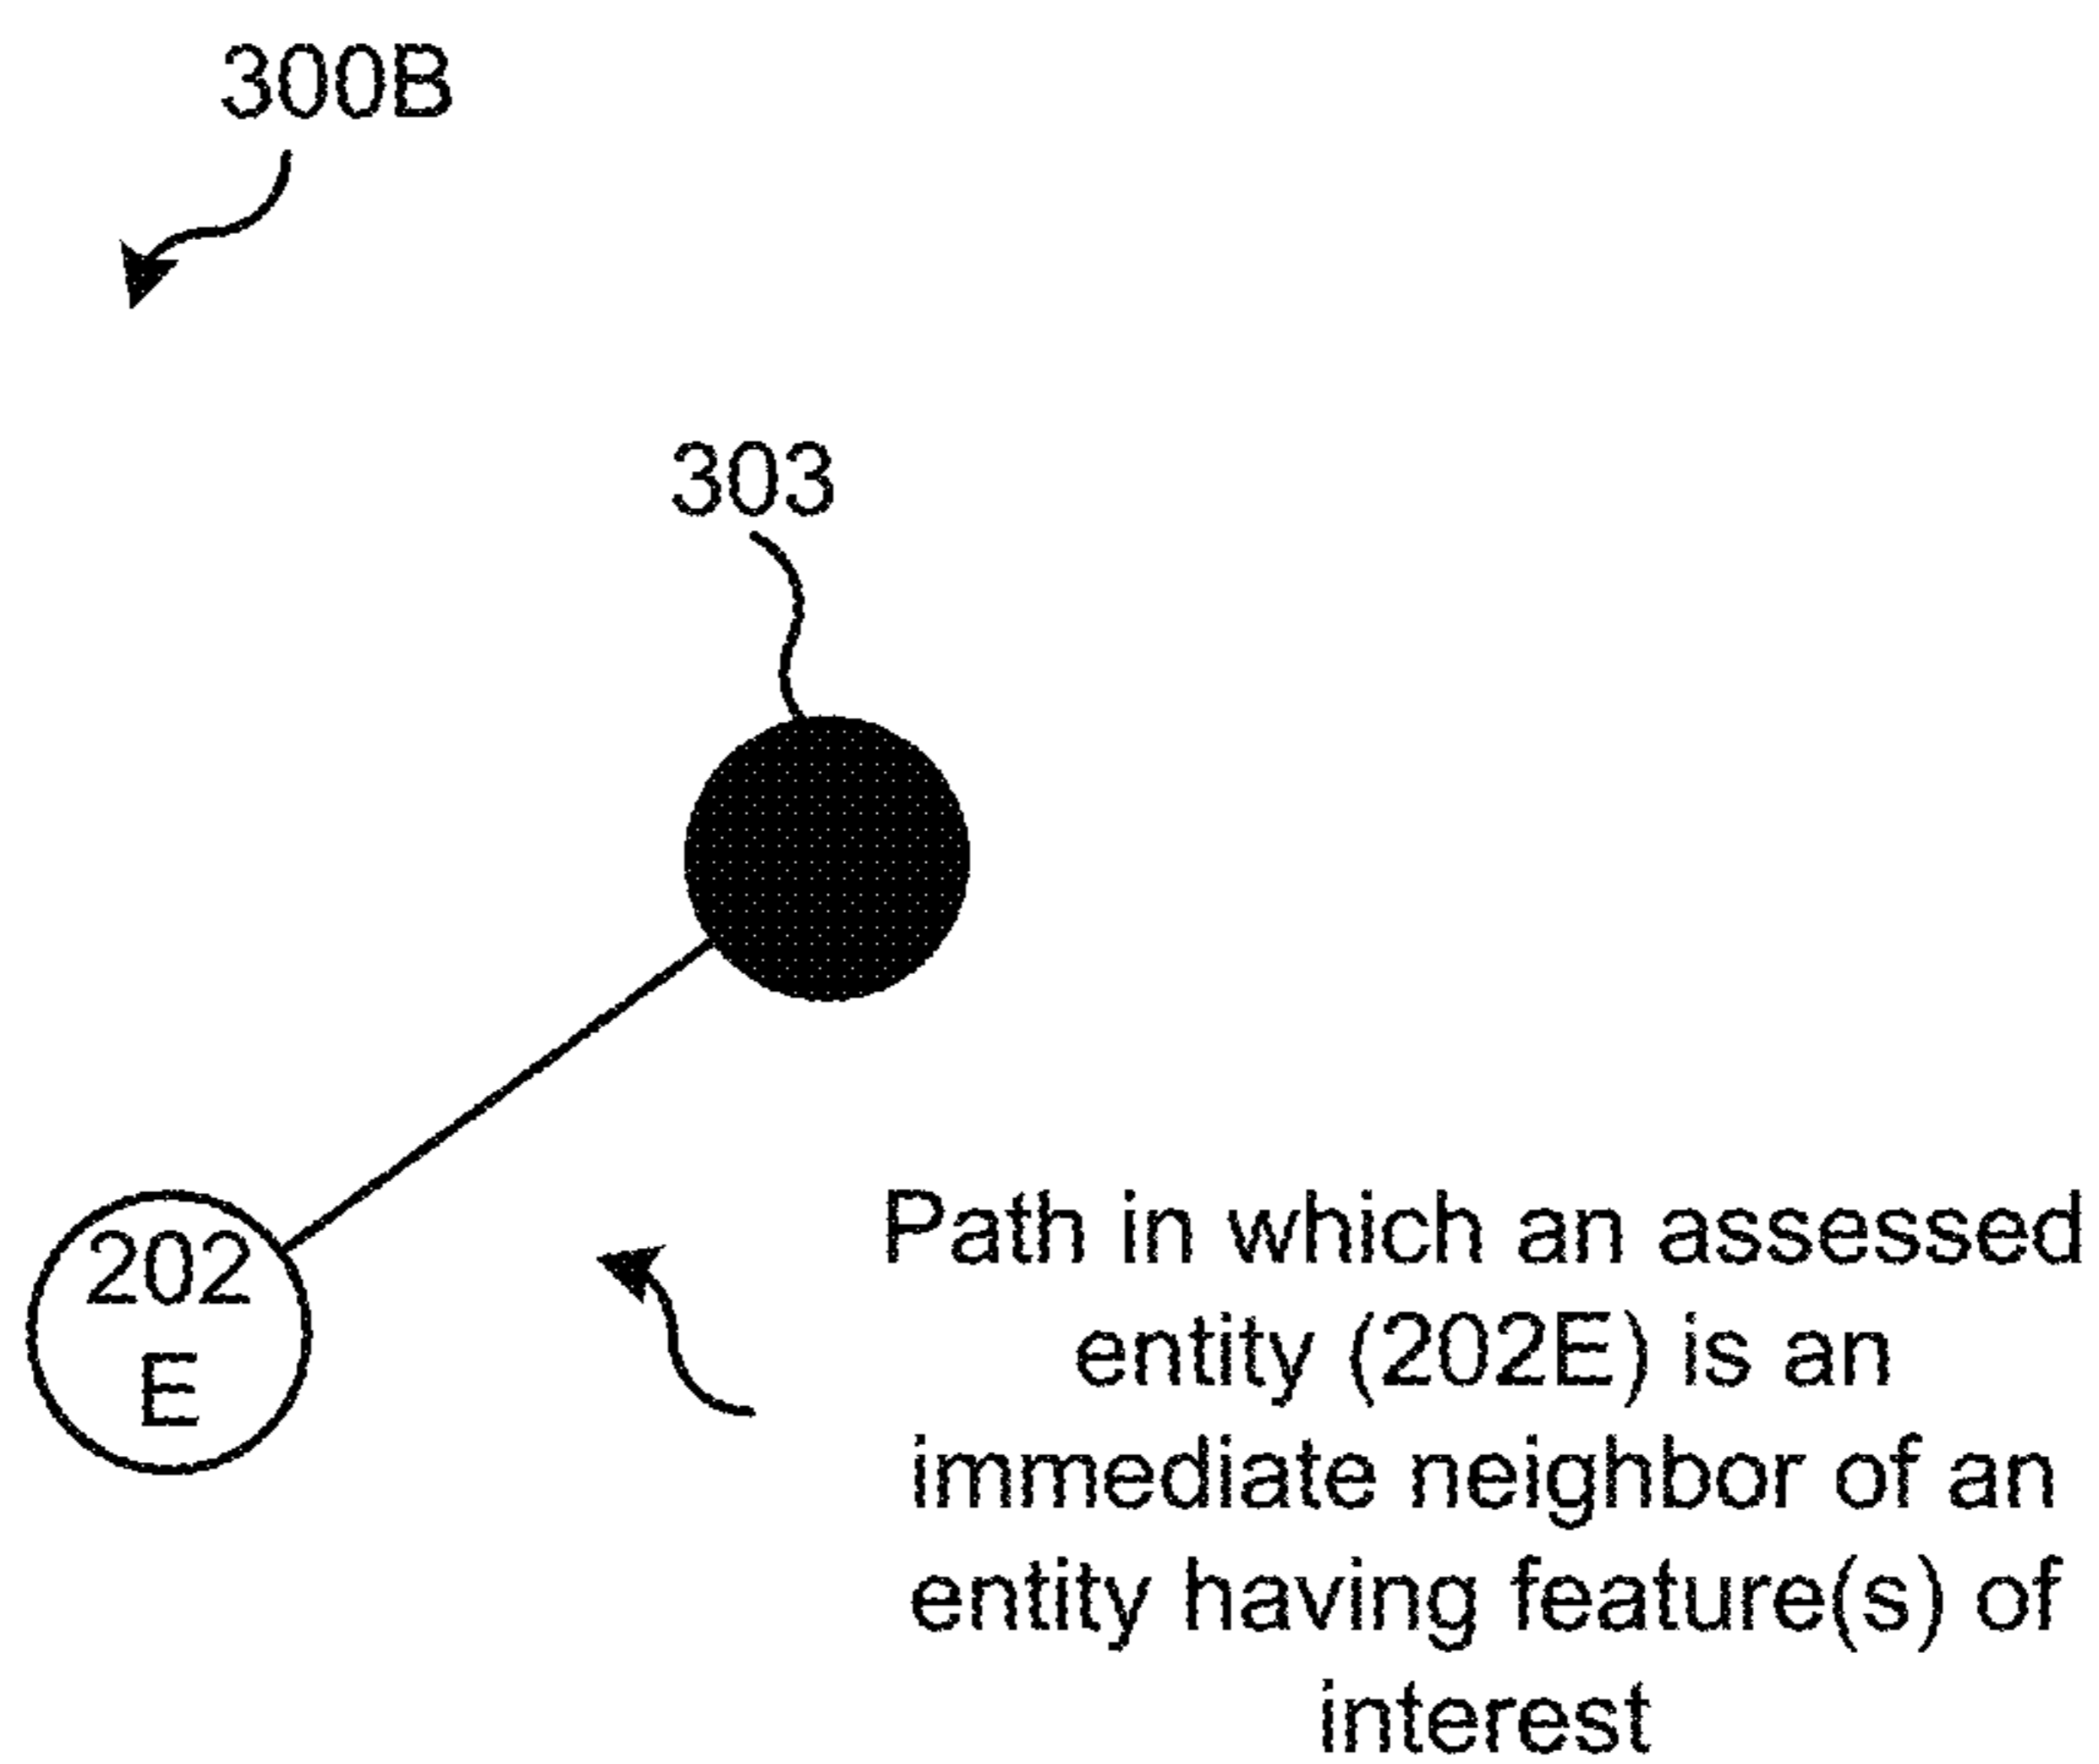 300B
303
202
E
Path in which an assessed
entity (202E) is an
immediate neighbor of an
entity having feature(s) of
interest